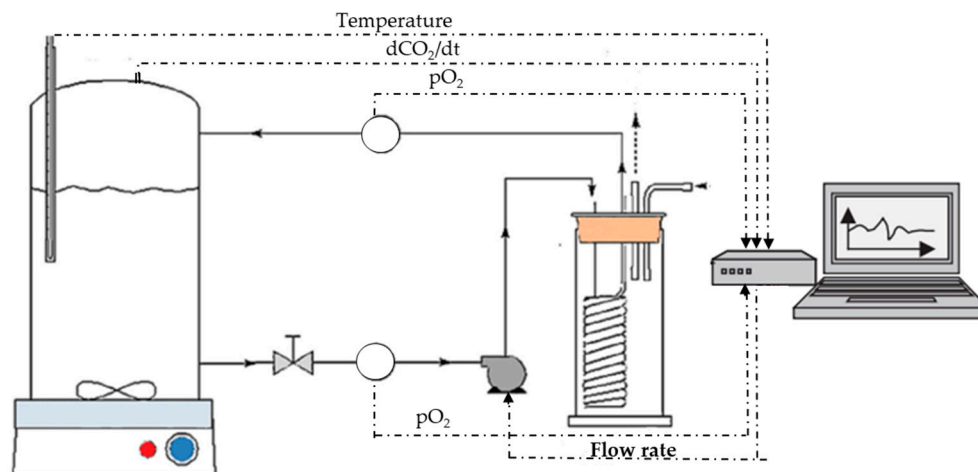 Temperature
dCO₂/dt
pO₂
pO₂
Flow rate